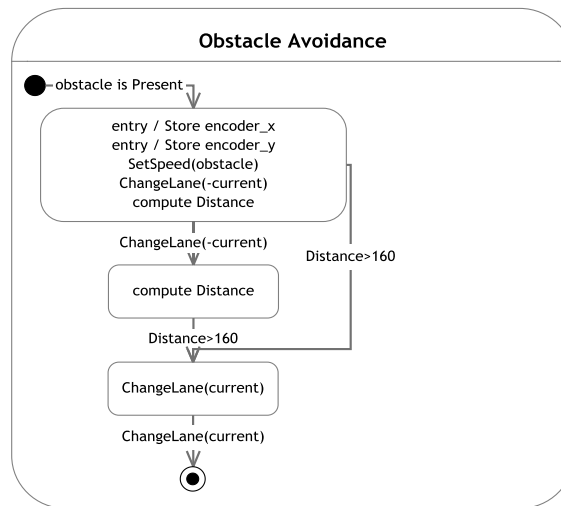 Obstacle Avoidance
obstacle is Present
entry / Store encoder_x
entry / Store encoder_y
SetSpeed(obstacle)
ChangeLane(-current)
compute Distance
ChangeLane(-current)
Distance>160
compute Distance
Distance>160
ChangeLane(current)
ChangeLane(current)